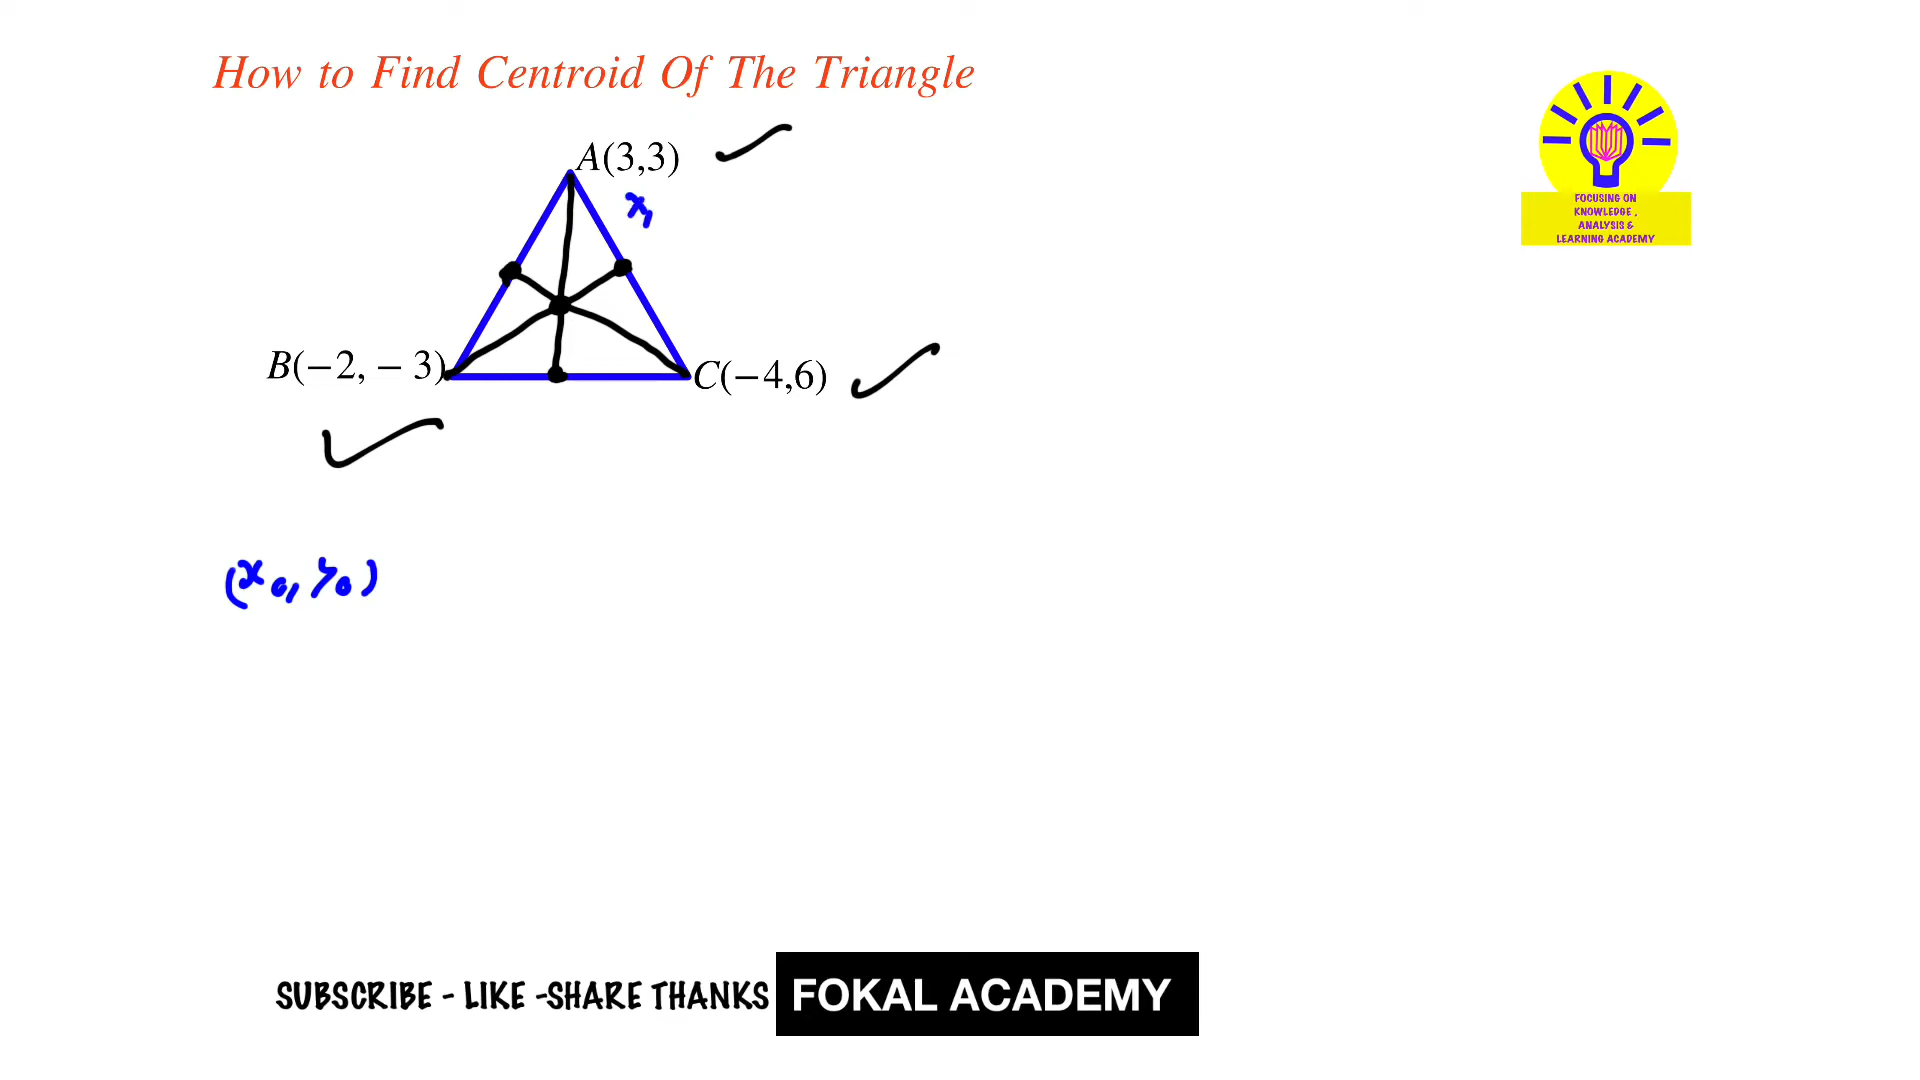 How to Find Centroid Of The Triangle
A(3,3)
x₁
B(−2, − 3)
C(−4,6)
(x₀, y₀)
FOCUSING ON
KNOWLEDGE ,
ANALYSIS &
LEARNING ACADEMY
SUBSCRIBE - LIKE -SHARE THANKS
FOKAL ACADEMY